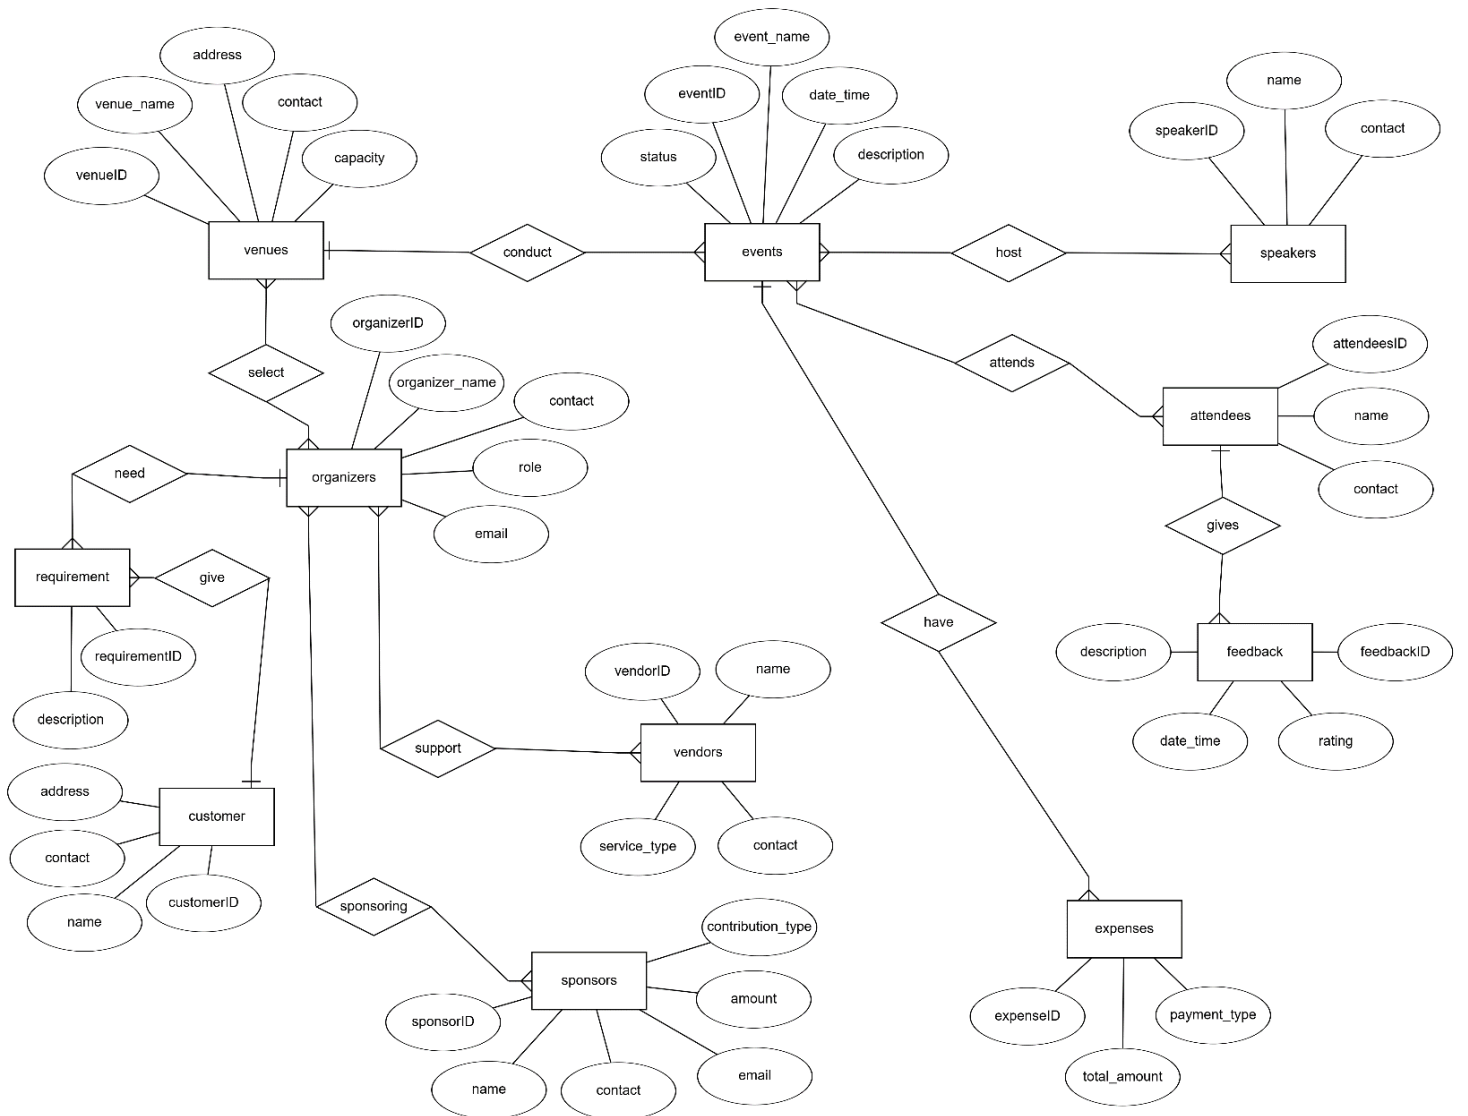 event_name
address
name
venue_name
contact
eventID
date_time
speakerID
contact
venueID
capacity
status
description
venues
conduct
events
host
speakers
organizerID
select
organizer_name
contact
attends
attendeesID
attendees
name
need
organizers
role
contact
email
gives
requirement
give
requirementID
have
description
feedback
feedbackID
description
vendorID
name
date_time
rating
support
vendors
address
customer
service_type
contact
contact
name
customerID
sponsoring
contribution_type
expenses
sponsors
amount
sponsorID
expenseID
payment_type
name
contact
email
total_amount